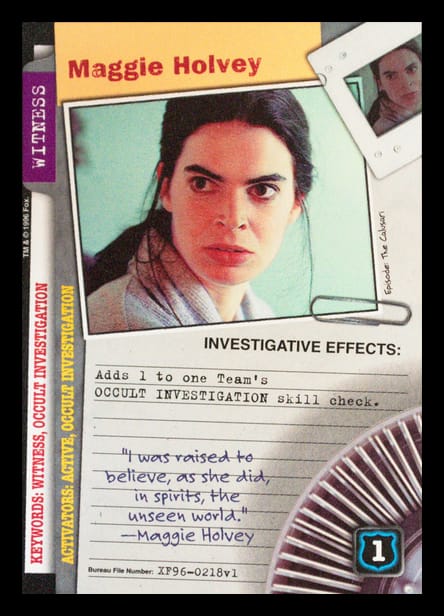 Maggie Holvey
WITNESS
TM & © 1996 Fox.
KEYWORDS: WITNESS, OCCULT INVESTIGATION
ACTIVATORS: ACTIVE, OCCULT INVESTIGATION
Episode: The Calusari
INVESTIGATIVE EFFECTS:
Adds 1 to one Team's
OCCULT INVESTIGATION skill check.
"I was raised to
believe, as she did,
in spirits, the
unseen world."
—Maggie Holvey
1
Bureau File Number: XF96-0218v1